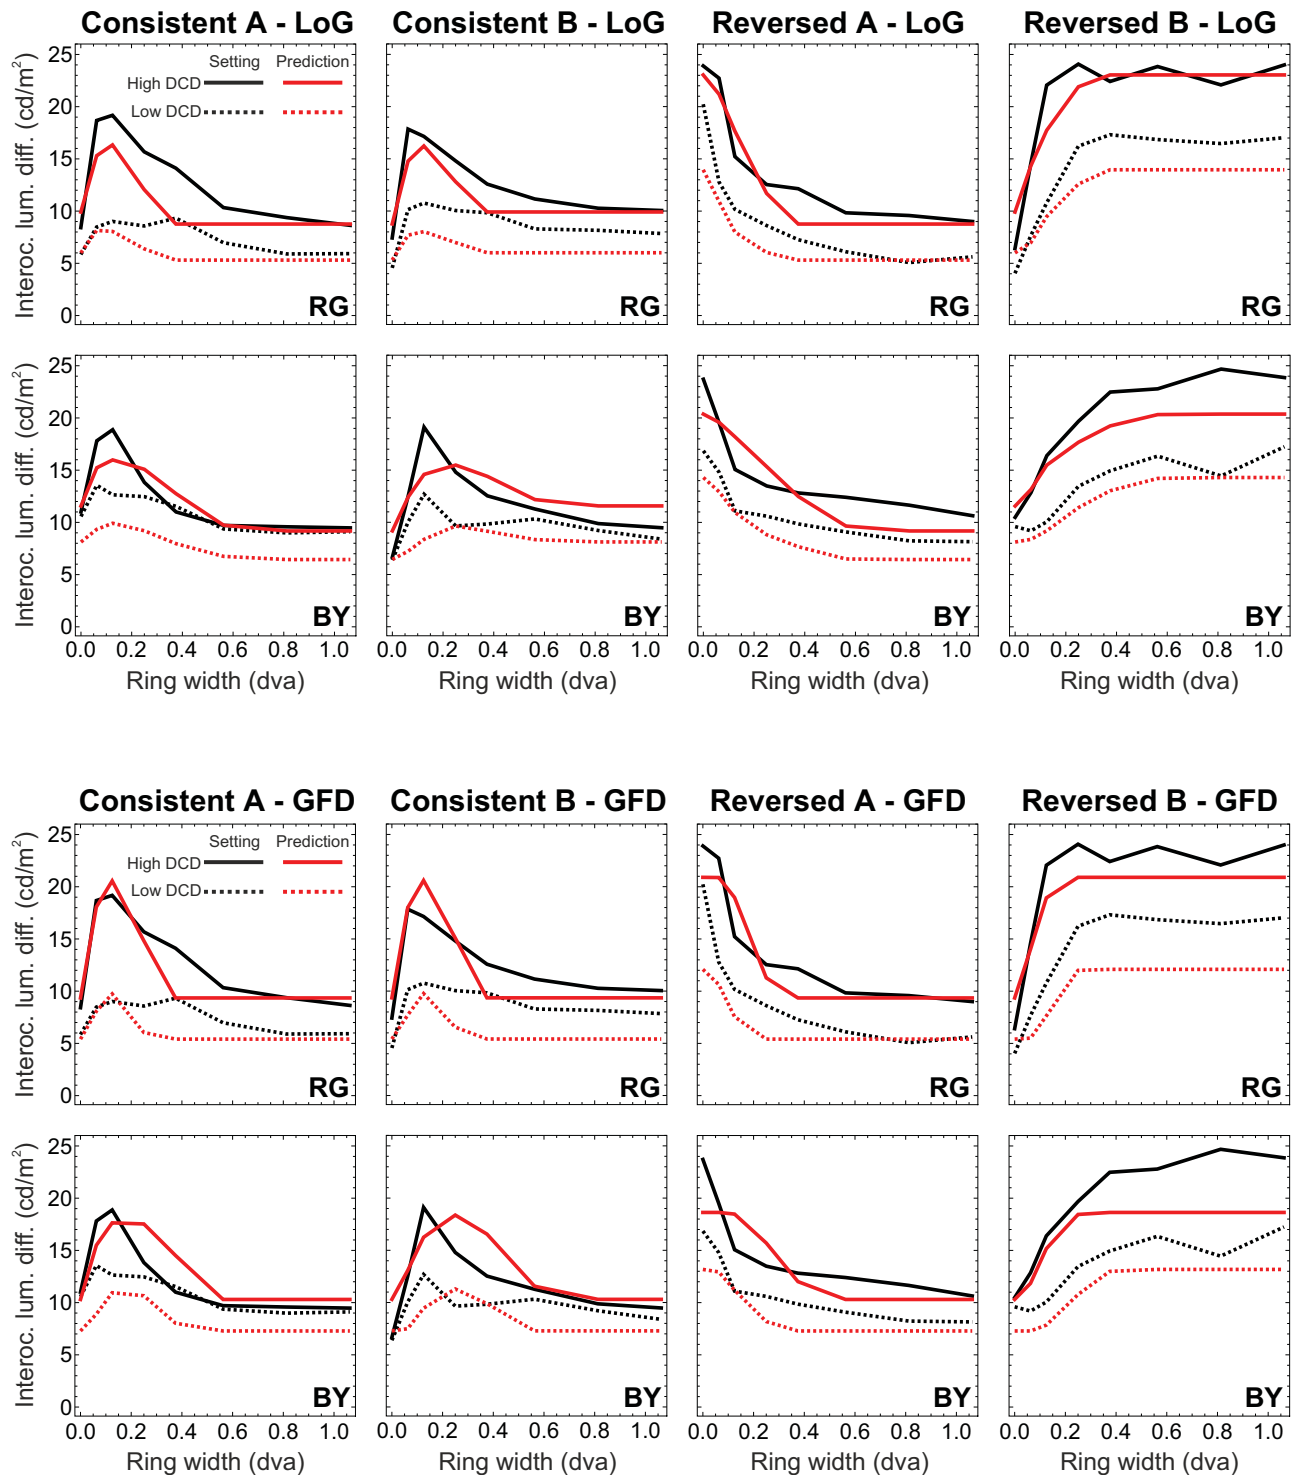 Consistent A - LoG
Consistent B - LoG
Reversed A - LoG
Reversed B - LoG
Interoc. lum. diff. (cd/m²)
25
20
15
10
5
0
Setting Prediction
High DCD
Low DCD
RG
RG
RG
RG
Interoc. lum. diff. (cd/m²)
25
20
15
10
5
0
BY
BY
BY
BY
0.0 0.2 0.4 0.6 0.8 1.0
0.0 0.2 0.4 0.6 0.8 1.0
0.0 0.2 0.4 0.6 0.8 1.0
0.0 0.2 0.4 0.6 0.8 1.0
Ring width (dva)
Ring width (dva)
Ring width (dva)
Ring width (dva)
Consistent A - GFD
Consistent B - GFD
Reversed A - GFD
Reversed B - GFD
Interoc. lum. diff. (cd/m²)
25
20
15
10
5
0
Setting Prediction
High DCD
Low DCD
RG
RG
RG
RG
Interoc. lum. diff. (cd/m²)
25
20
15
10
5
0
BY
BY
BY
BY
0.0 0.2 0.4 0.6 0.8 1.0
0.0 0.2 0.4 0.6 0.8 1.0
0.0 0.2 0.4 0.6 0.8 1.0
0.0 0.2 0.4 0.6 0.8 1.0
Ring width (dva)
Ring width (dva)
Ring width (dva)
Ring width (dva)